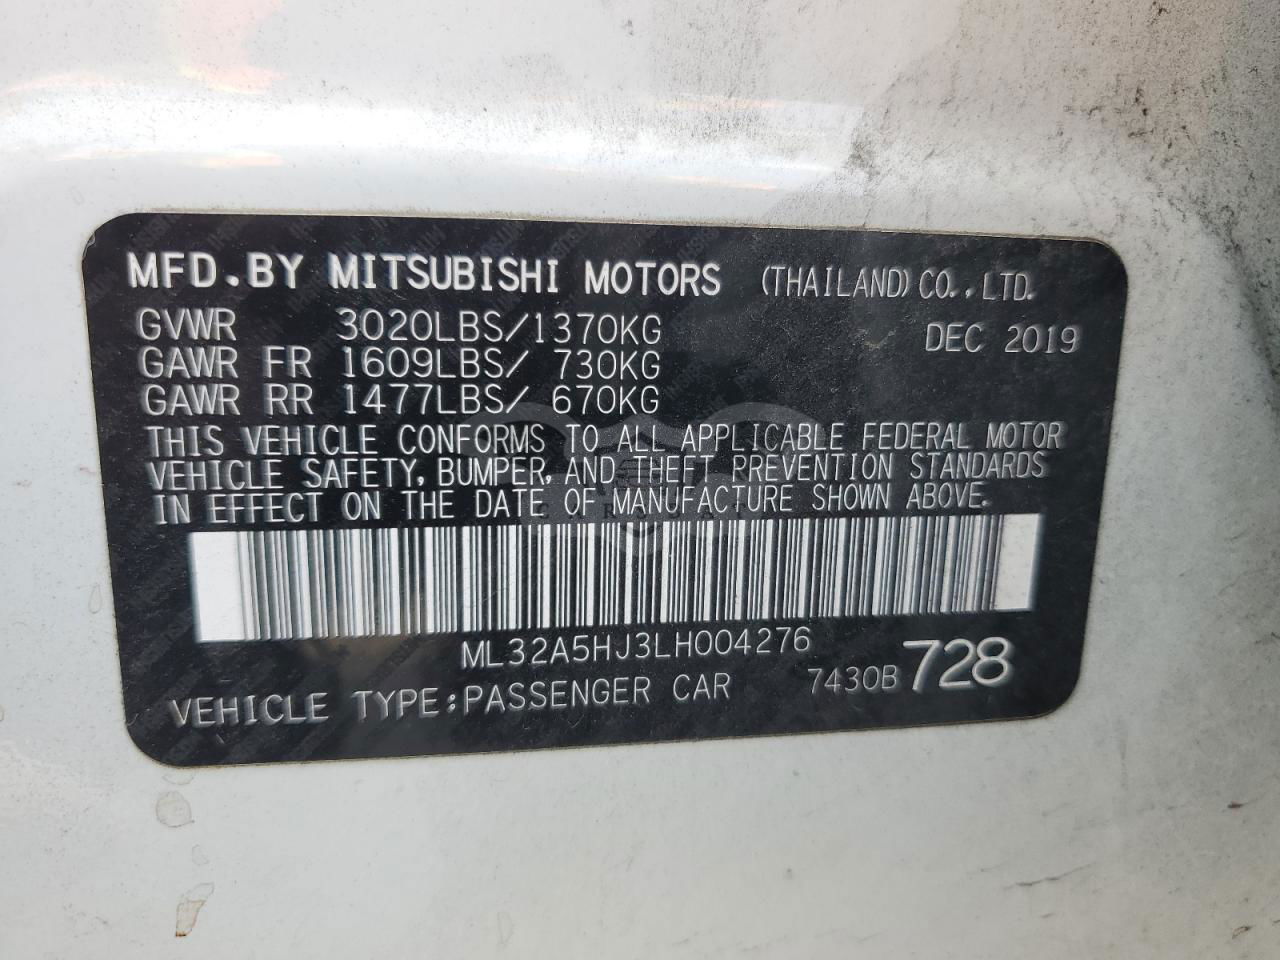 MFD.BY MITSUBISHI MOTORS (THAILAND) CO.,LTD.
GVWR 3020LBS/1370KG DEC 2019
GAWR FR 1609LBS/ 730KG
GAWR RR 1477LBS/ 670KG
THIS VEHICLE CONFORMS TO ALL APPLICABLE FEDERAL MOTOR
VEHICLE SAFETY, BUMPER, AND THEFT PREVENTION STANDARDS
IN EFFECT ON THE DATE OF MANUFACTURE SHOWN ABOVE.
ML32A5HJ3LH004276
VEHICLE TYPE:PASSENGER CAR 7430B 728